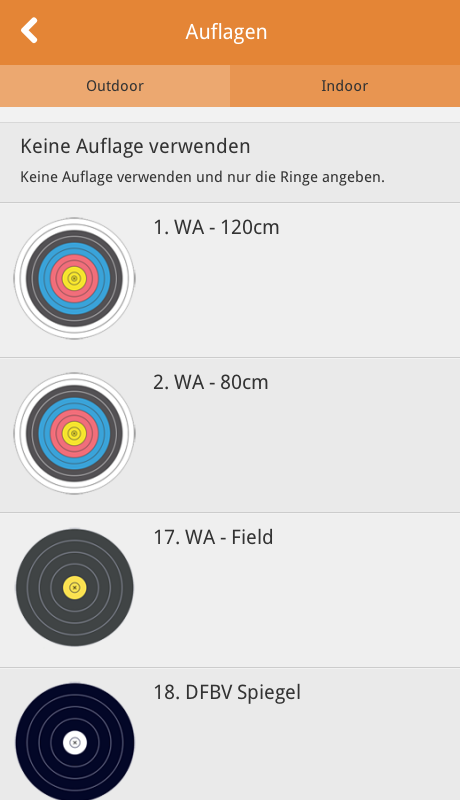 Auflagen
Outdoor
Indoor
Keine Auflage verwenden
Keine Auflage verwenden und nur die Ringe angeben.
1. WA - 120cm
2. WA - 80cm
17. WA - Field
18. DFBV Spiegel